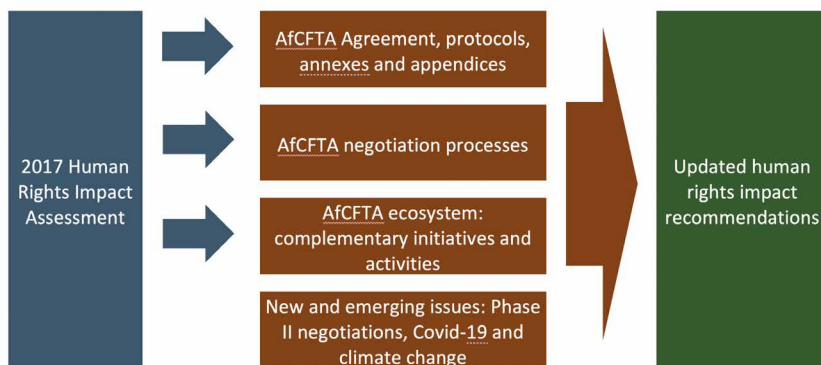 2017 Human
Rights Impact
Assessment
AfCFTA Agreement, protocols,
annexes and appendices
AfCFTA negotiation processes
AfCFTA ecosystem:
complementary initiatives and
activities
New and emerging issues: Phase
II negotiations, Covid-19 and
climate change
Updated human
rights impact
recommendations